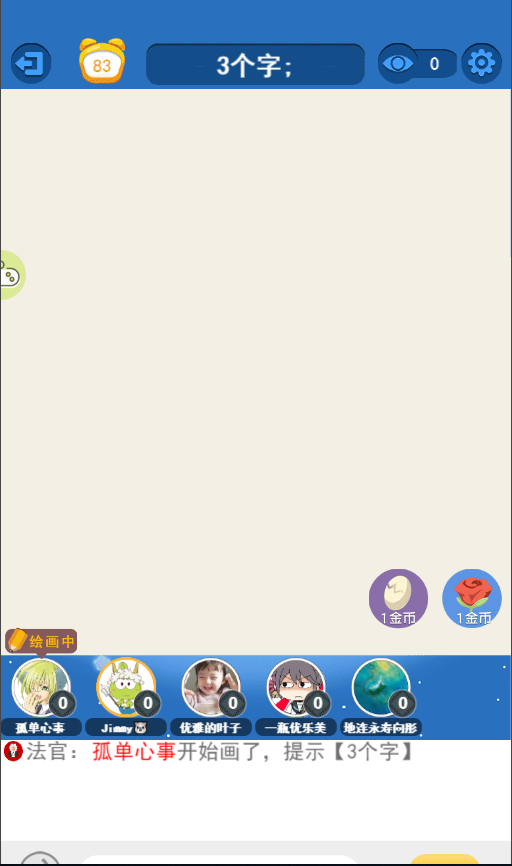 83
3个字;
0
1金币
1金币
绘画中
0
0
0
0
0
孤单心事
Jimmy
优雅的叶子
一瓶优乐美
地连永寿向彤
法官：孤单心事开始画了，提示【3个字】